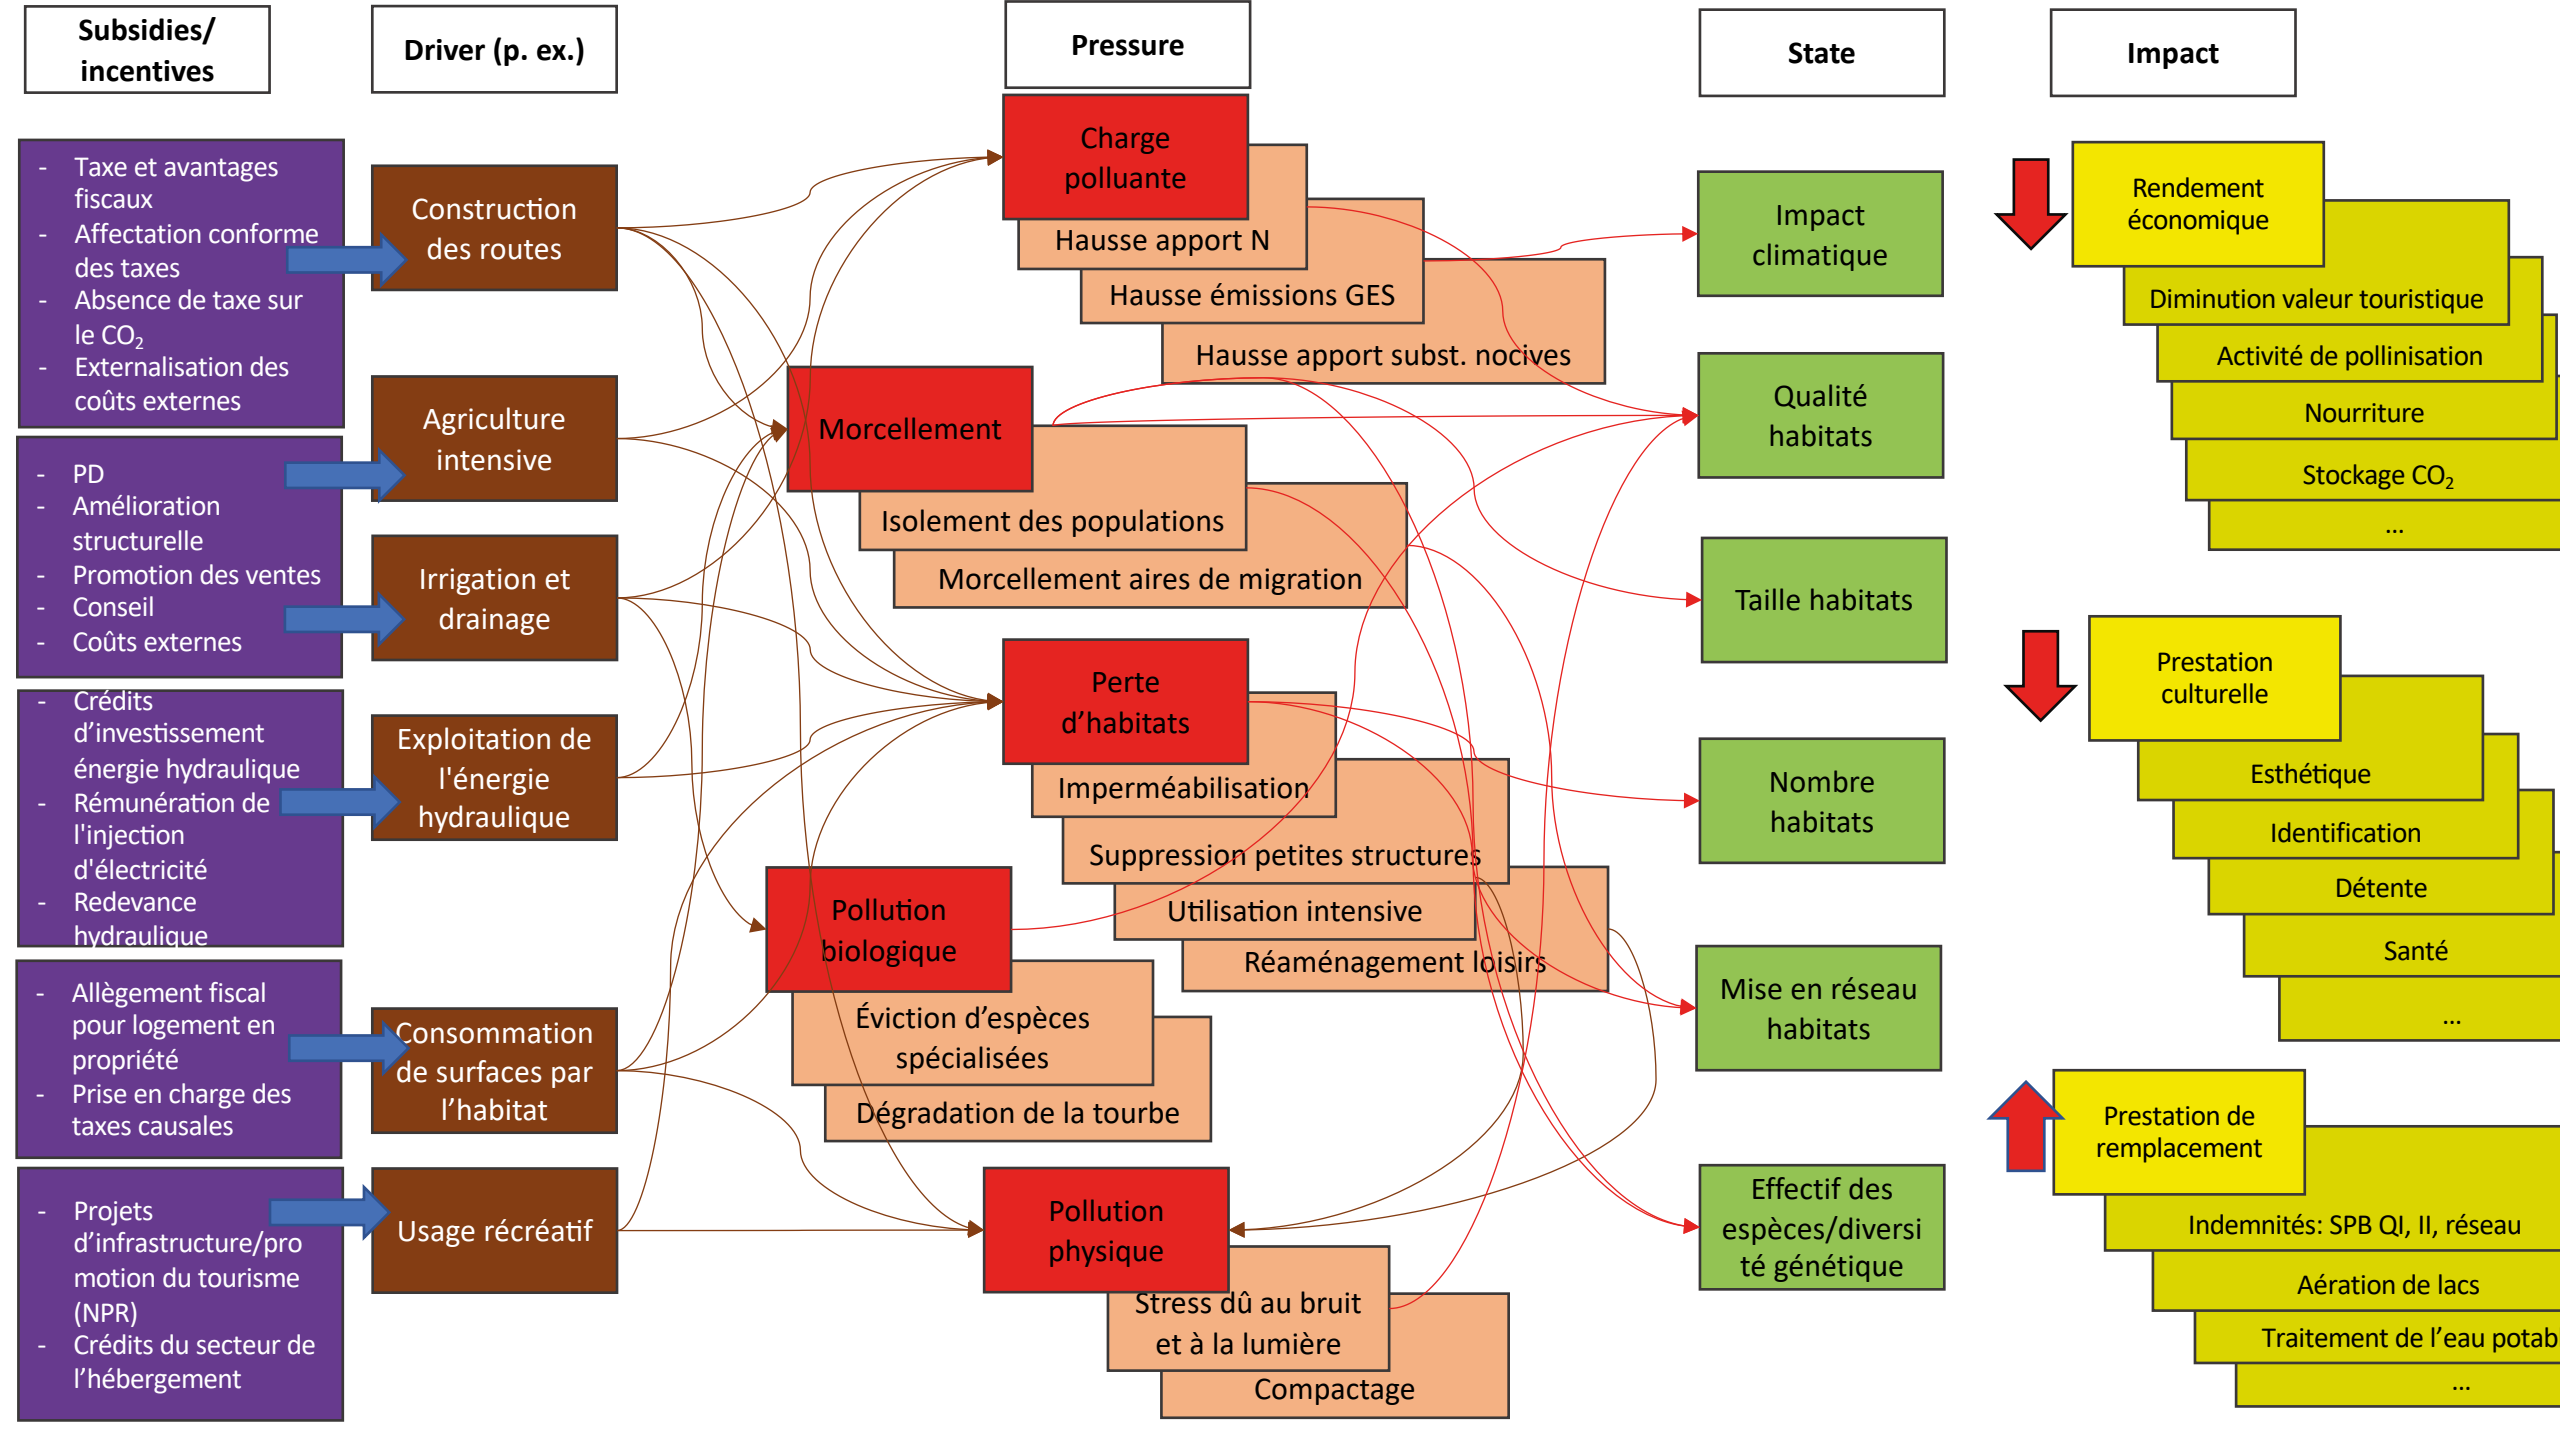 Subsidies/
incentives
Driver (p. ex.)
Pressure
State
Impact
- Taxe et avantages
fiscaux
- Affectation conforme
des taxes
- Absence de taxe sur
le CO₂
- Externalisation des
coûts externes
- PD
- Amélioration
structurelle
- Promotion des ventes
- Conseil
- Coûts externes
- Crédits
d’investissement
énergie hydraulique
- Rémunération de
l'injection
d'électricité
- Redevance
hydraulique
- Allègement fiscal
pour logement en
propriété
- Prise en charge des
taxes causales
- Projets
d’infrastructure/pro
motion du tourisme
(NPR)
- Crédits du secteur de
l’hébergement
Construction
des routes
Agriculture
intensive
Irrigation et
drainage
Exploitation de
l'énergie
hydraulique
Consommation
de surfaces par
l’habitat
Usage récréatif
Charge
polluante
Hausse apport N
Hausse émissions GES
Hausse apport subst. nocives
Morcellement
Isolement des populations
Morcellement aires de migration
Perte
d’habitats
Imperméabilisation
Suppression petites structures
Utilisation intensive
Réaménagement loisirs
Pollution
biologique
Éviction d’espèces
spécialisées
Dégradation de la tourbe
Pollution
physique
Stress dû au bruit
et à la lumière
Compactage
Impact
climatique
Qualité
habitats
Taille habitats
Nombre
habitats
Mise en réseau
habitats
Effectif des
espèces/diversi
té génétique
Rendement
économique
Diminution valeur touristique
Activité de pollinisation
Nourriture
Stockage CO₂
...
Prestation
culturelle
Esthétique
Identification
Détente
Santé
...
Prestation de
remplacement
Indemnités: SPB QI, II, réseau
Aération de lacs
Traitement de l’eau potab
...